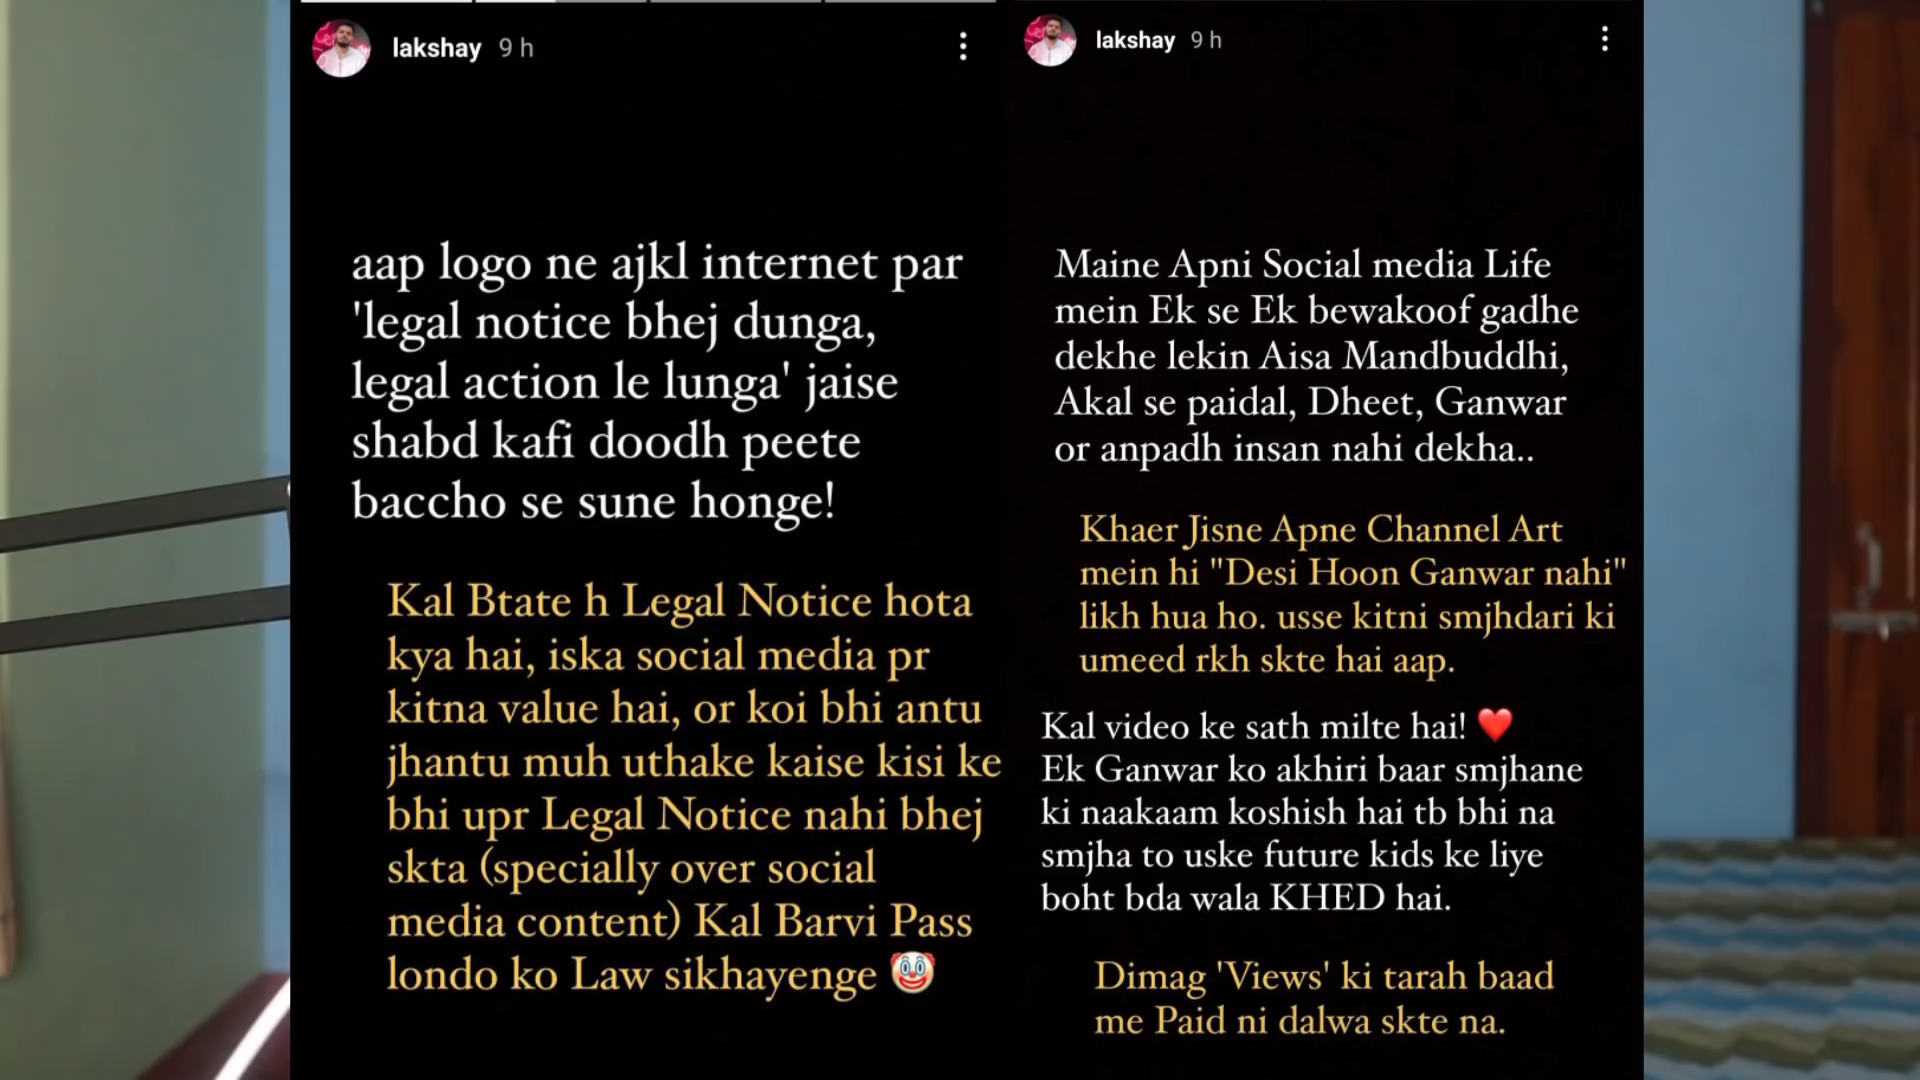 lakshay 9 h
aap logo ne ajkl internet par
'legal notice bhej dunga,
legal action le lunga' jaise
shabd kafi doodh peete
baccho se sune honge!
Kal Btate h Legal Notice hota
kya hai, iska social media pr
kitna value hai, or koi bhi antu
jhantu muh uthake kaise kisi ke
bhi upr Legal Notice nahi bhej
skta (specially over social
media content) Kal Barvi Pass
londo ko Law sikhayenge 🤡
lakshay 9 h
Maine Apni Social media Life
mein Ek se Ek bewakoof gadhe
dekhe lekin Aisa Mandbuddhi,
Akal se paidal, Dheet, Ganwar
or anpadh insan nahi dekha..
Khaer Jisne Apne Channel Art
mein hi "Desi Hoon Ganwar nahi"
likh hua ho. usse kitni smjhdari ki
umeed rkh skte hai aap.
Kal video ke sath milte hai! ❤️
Ek Ganwar ko akhiri baar smjhane
ki naakaam koshish hai tb bhi na
smjha to uske future kids ke liye
boht bda wala KHED hai.
Dimag 'Views' ki tarah baad
me Paid ni dalwa skte na.